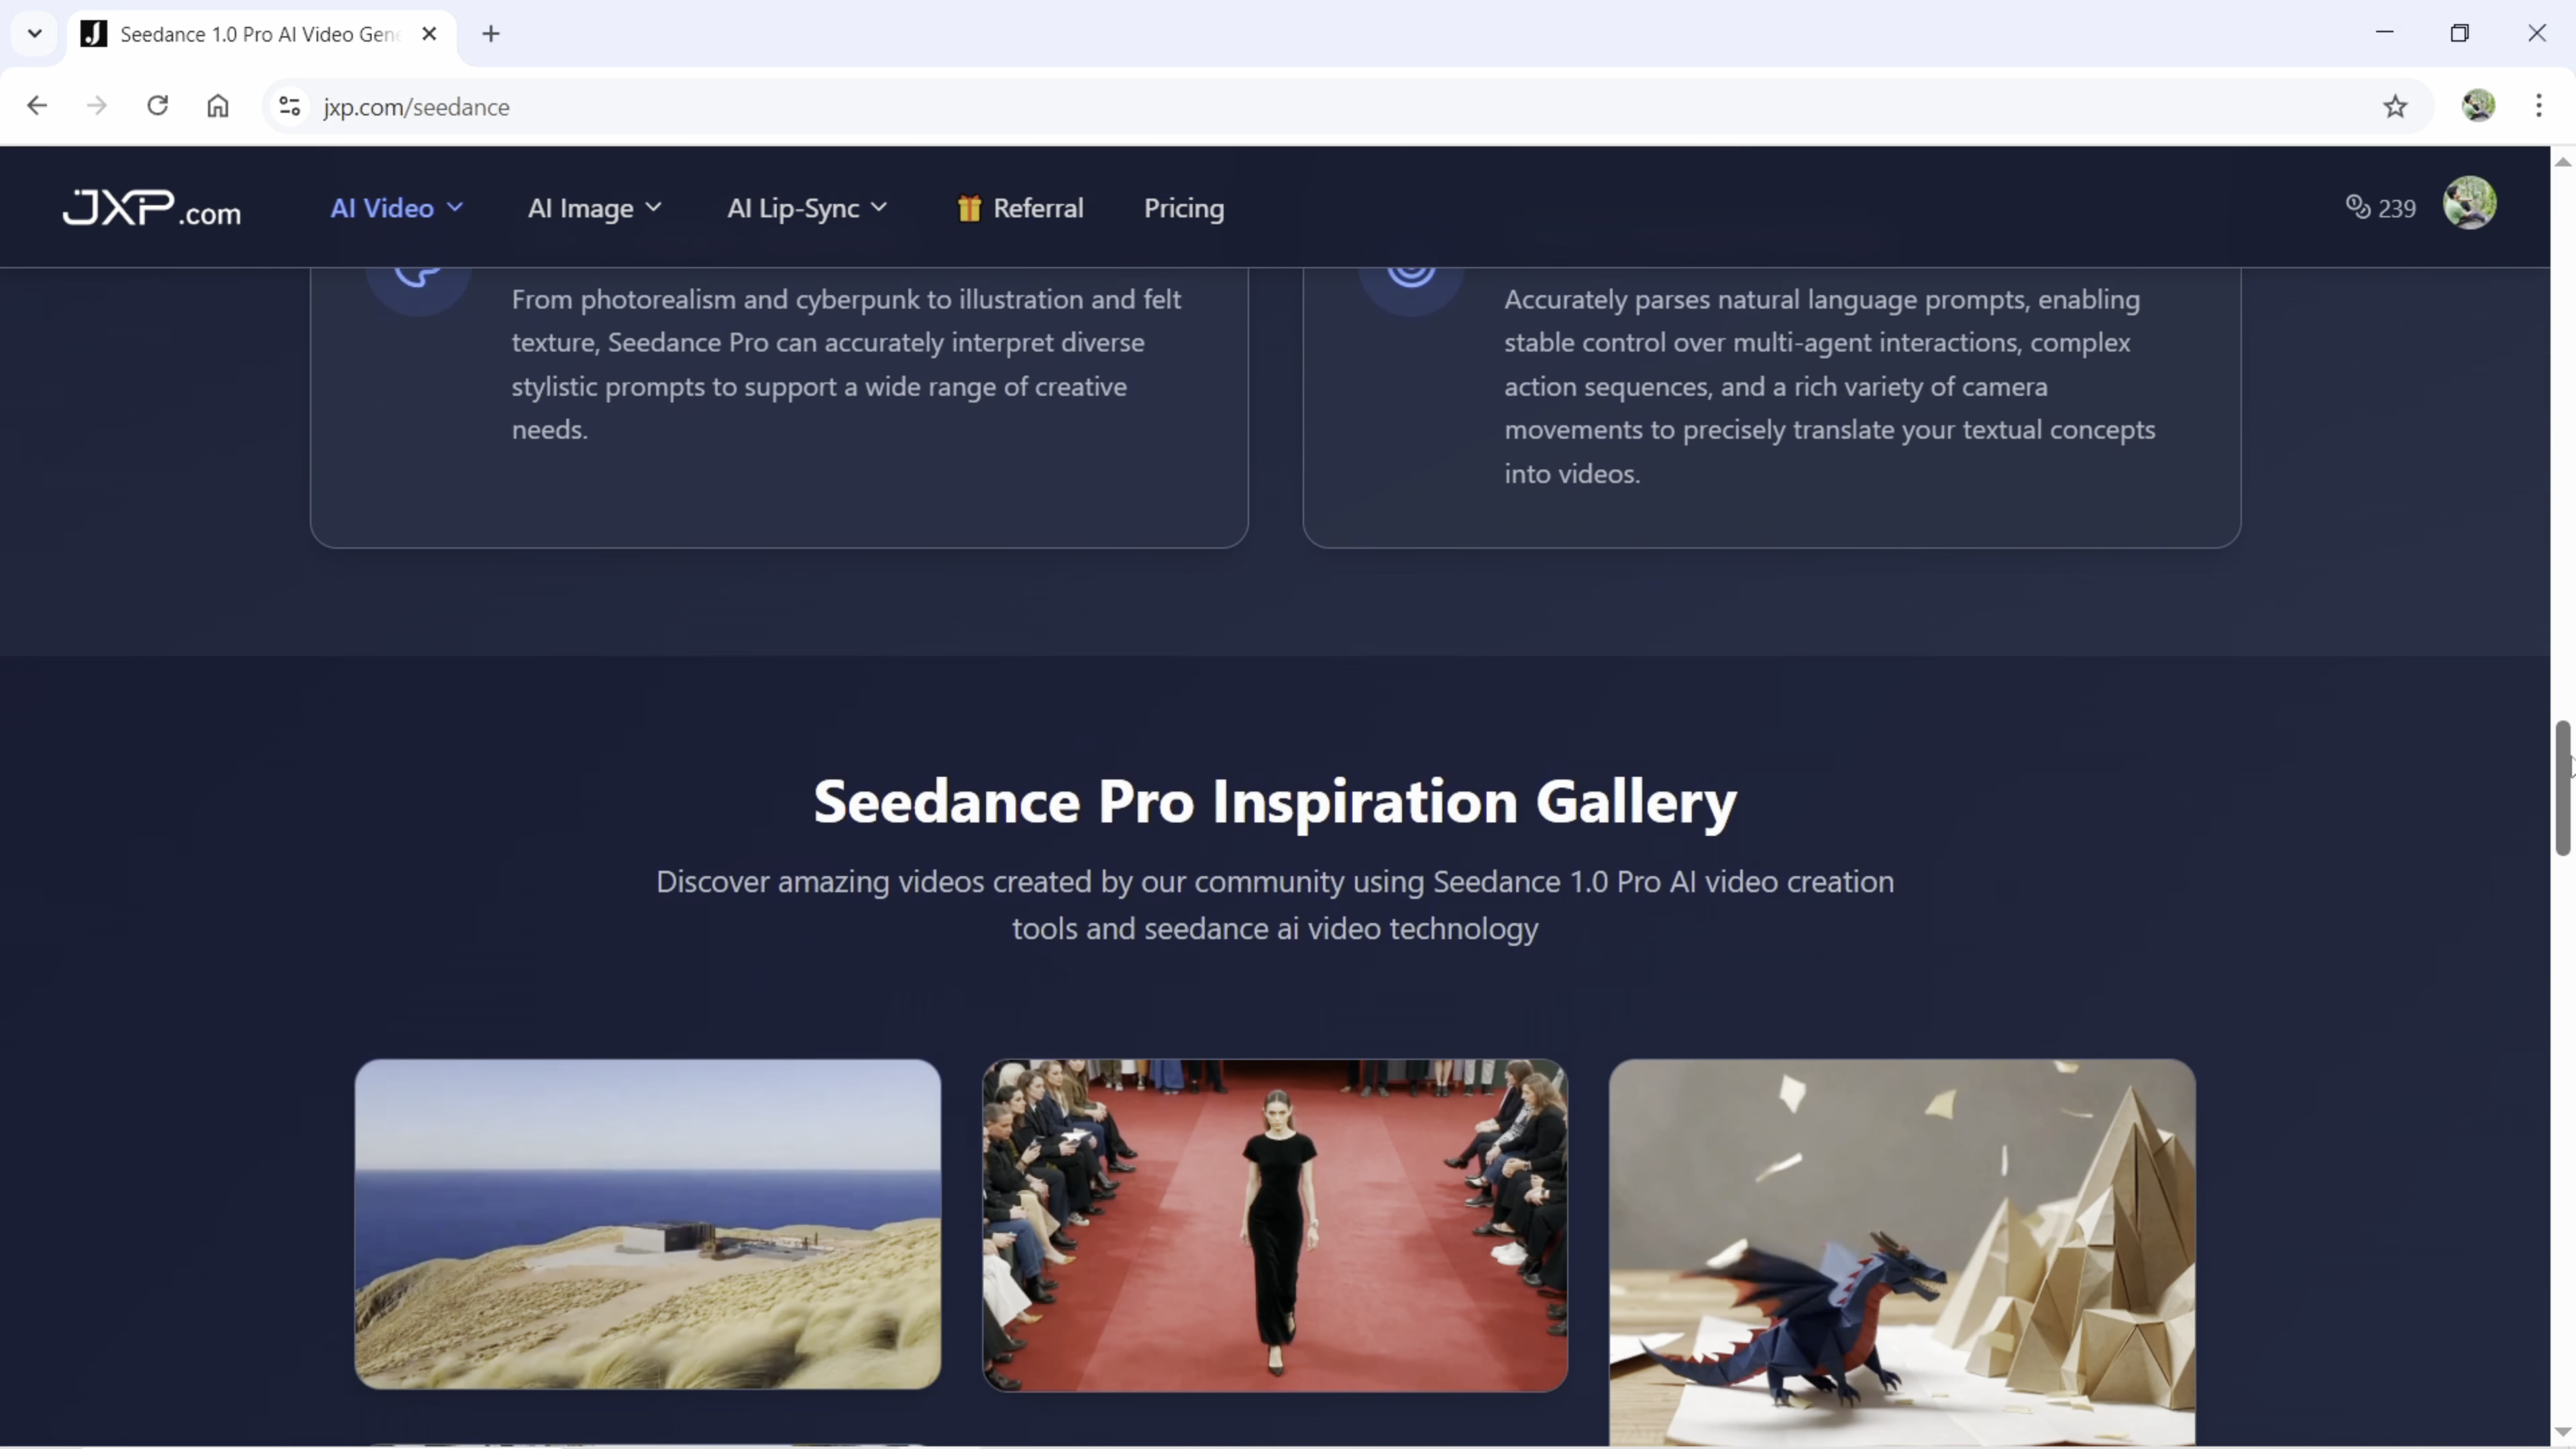 Seedance 1.0 Pro AI Video Gen
jxp.com/seedance
JXP.com
AI Video
AI Image
AI Lip-Sync
Referral
Pricing
239
From photorealism and cyberpunk to illustration and felt
texture, Seedance Pro can accurately interpret diverse
stylistic prompts to support a wide range of creative
needs.
Accurately parses natural language prompts, enabling
stable control over multi-agent interactions, complex
action sequences, and a rich variety of camera
movements to precisely translate your textual concepts
into videos.
Seedance Pro Inspiration Gallery
Discover amazing videos created by our community using Seedance 1.0 Pro AI video creation
tools and seedance ai video technology